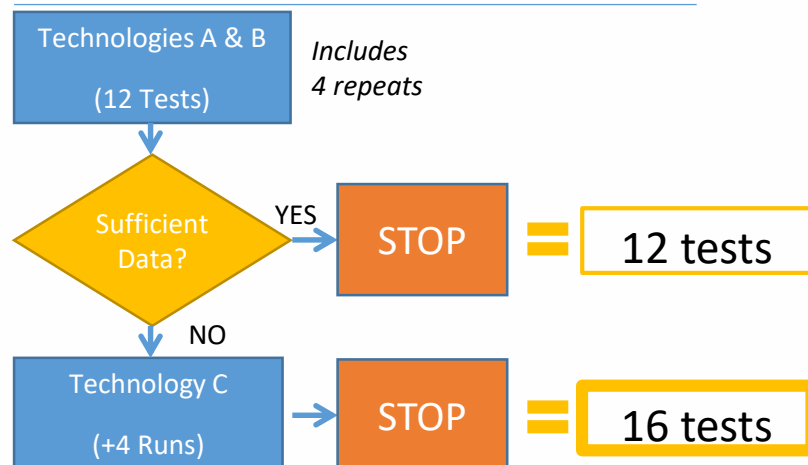 Technologies A & B
(12 Tests)
Includes
4 repeats
Sufficient
Data?
YES
STOP
=
12 tests
NO
Technology C
(+4 Runs)
STOP
=
16 tests